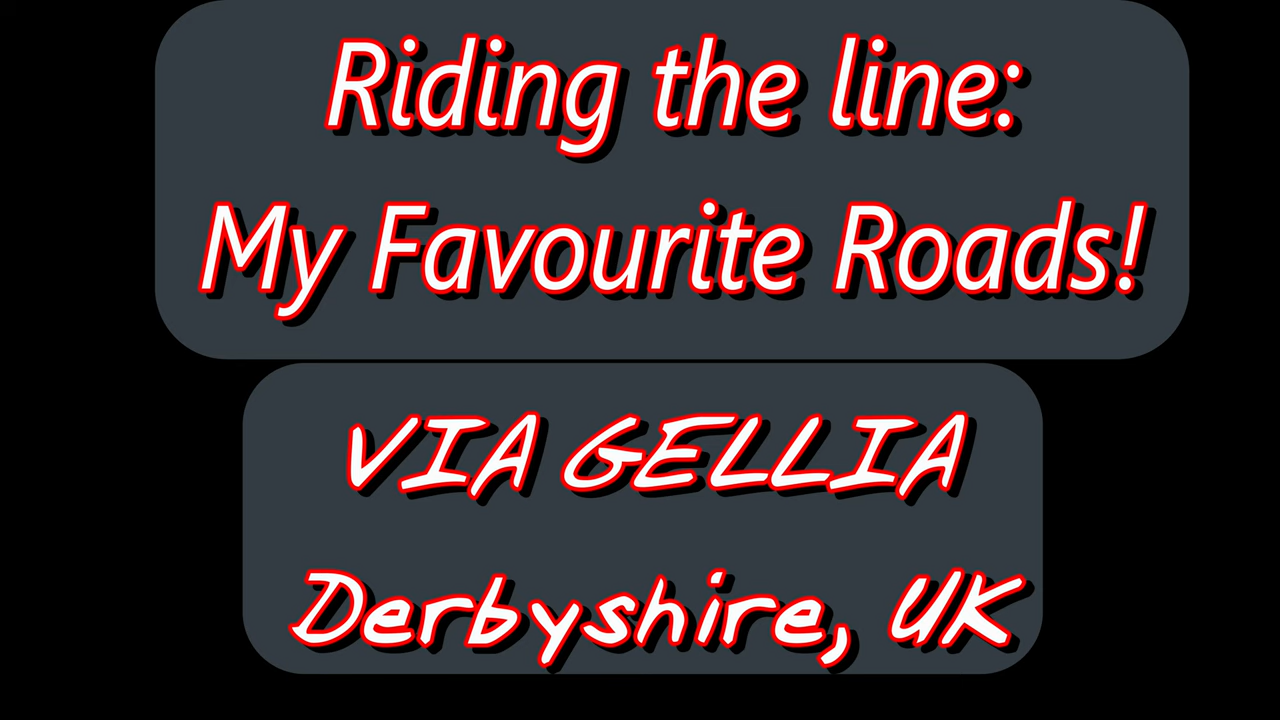 Riding the line:
My Favourite Roads!
VIA GELLIA
Derbyshire, UK